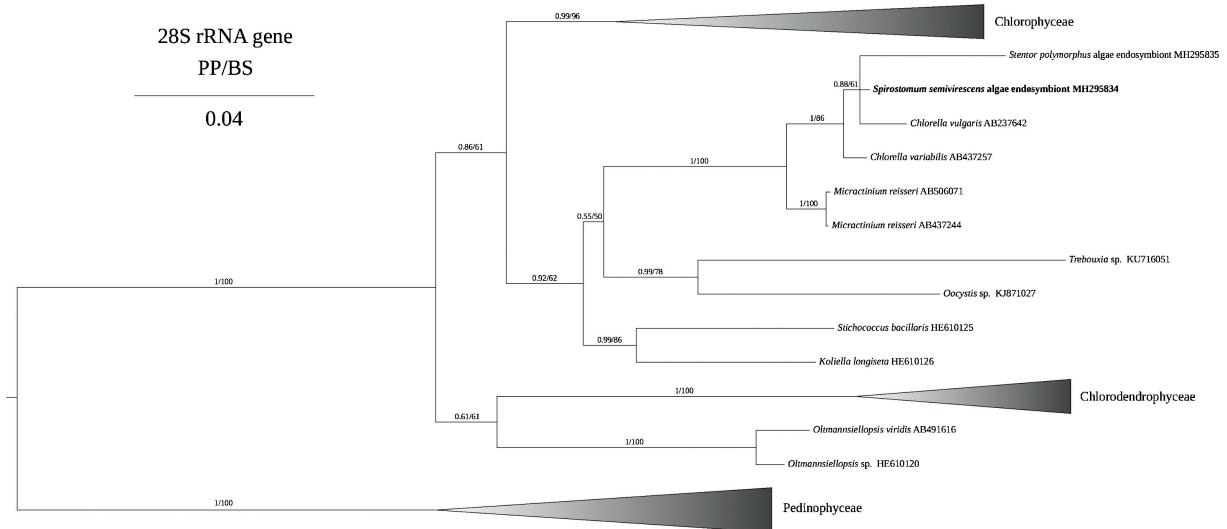 28S rRNA gene
PP/BS
0.04
0.99/96
Chlorophyceae
Stentor polymorphus algae endosymbiont MH295835
0.88/61
Spirostomum semivirescens algae endosymbiont MH295834
1/86
Chlorella vulgaris AB237642
0.86/61
Chlorella variabilis AB437257
1/100
Micractinium reisseri AB506071
1/100
Micractinium reisseri AB437244
0.55/50
Trebouxia sp. KU716051
0.99/78
0.92/62
Oocystis sp. KJ871027
1/100
Stichococcus bacillaris HE610125
0.99/86
Koliella longiseta HE610126
1/100
Chlorodendrophyceae
0.61/61
Oltmannsiellopsis viridis AB491616
1/100
Oltmannsiellopsis sp. HE610120
1/100
Pedinophyceae